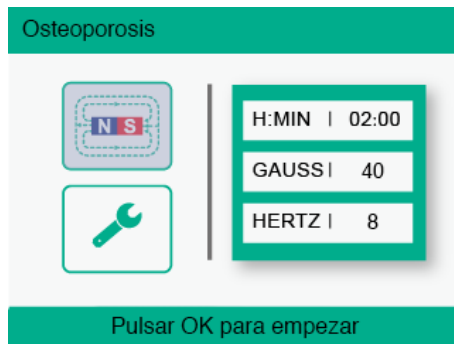 Osteoporosis
N S
H:MIN | 02:00
GAUSS | 40
HERTZ | 8
Pulsar OK para empezar